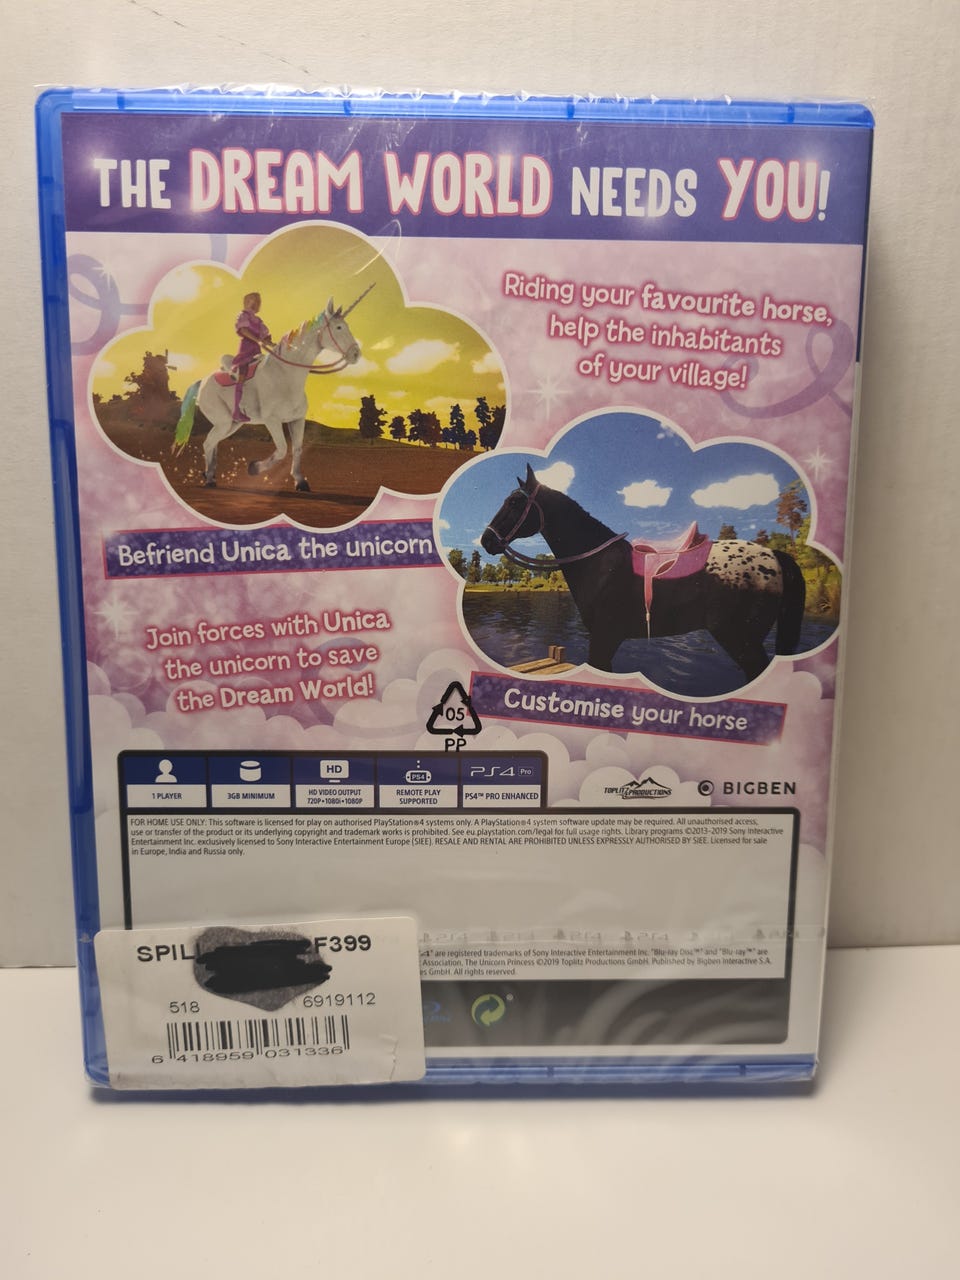 THE DREAM WORLD NEEDS YOU!
Riding your favourite horse,
help the inhabitants
of your village!
Befriend Unica the unicorn
Join forces with Unica
the unicorn to save
the Dream World!
Customise your horse
05
PP
1 PLAYER
3GB MINIMUM
HD
HD VIDEO OUTPUT
720P•1080i•1080P
PS4
REMOTE PLAY
SUPPORTED
PS4 Pro
PS4™ PRO ENHANCED
TOPLITZ PRODUCTIONS
BIGBEN
FOR HOME USE ONLY: This software is licensed for play on authorised PlayStation®4 systems only. A PlayStation®4 system software update may be required. All unauthorised access,
use or transfer of the product or its underlying copyright and trademark works is prohibited. See eu.playstation.com/legal for full usage rights. Library programs ©2013-2019 Sony Interactive
Entertainment Inc. exclusively licensed to Sony Interactive Entertainment Europe (SIEE). RESALE AND RENTAL ARE PROHIBITED UNLESS EXPRESSLY AUTHORISED BY SIEE. Licensed for sale
in Europe, India and Russia only.
are registered trademarks of Sony Interactive Entertainment Inc. "Blu-ray Disc™" and "Blu-ray™" are
Association. The Unicorn Princess ©2019 Toplitz Productions GmbH. Published by Bigben Interactive S.A.
GmbH. All rights reserved.
SPIL F399
518 6919112
6 418959 031336